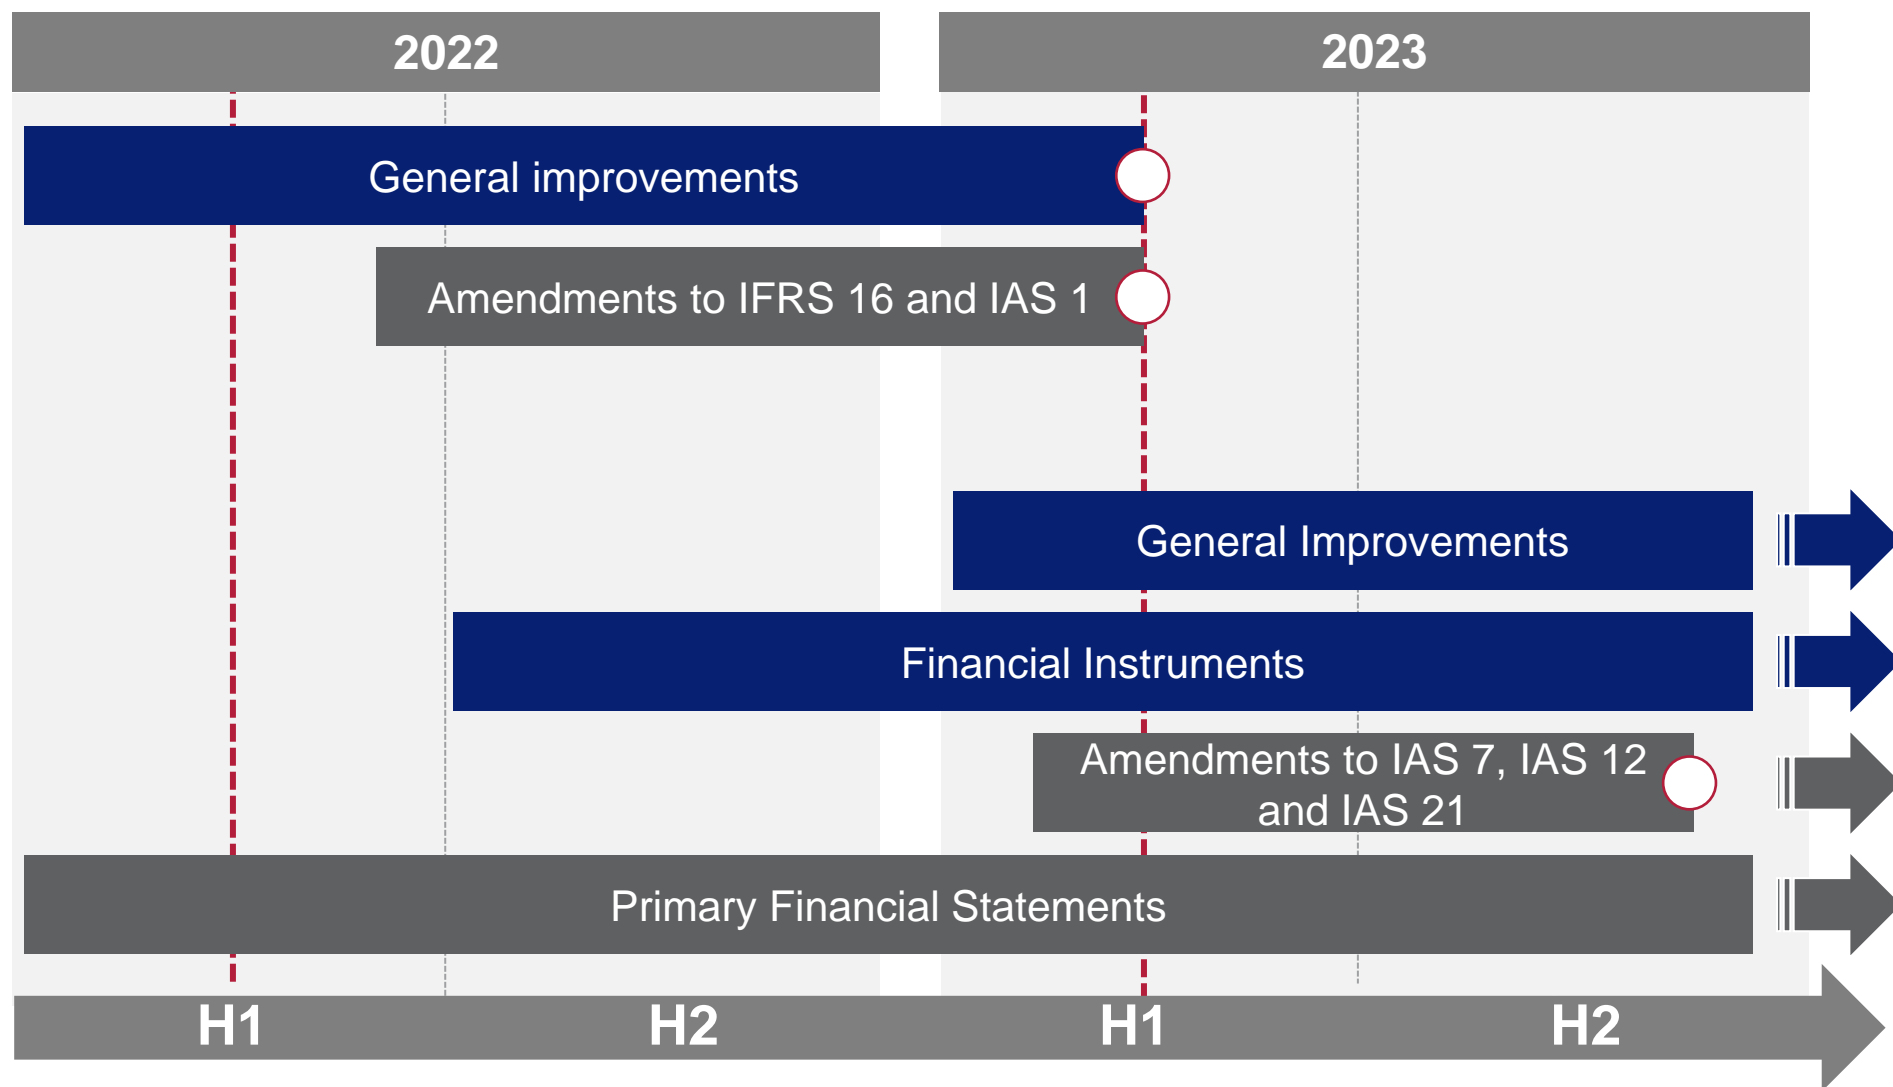 2022
2023
General improvements
Amendments to IFRS 16 and IAS 1
General Improvements
Financial Instruments
Amendments to IAS 7, IAS 12
and IAS 21
Primary Financial Statements
H1
H2
H1
H2